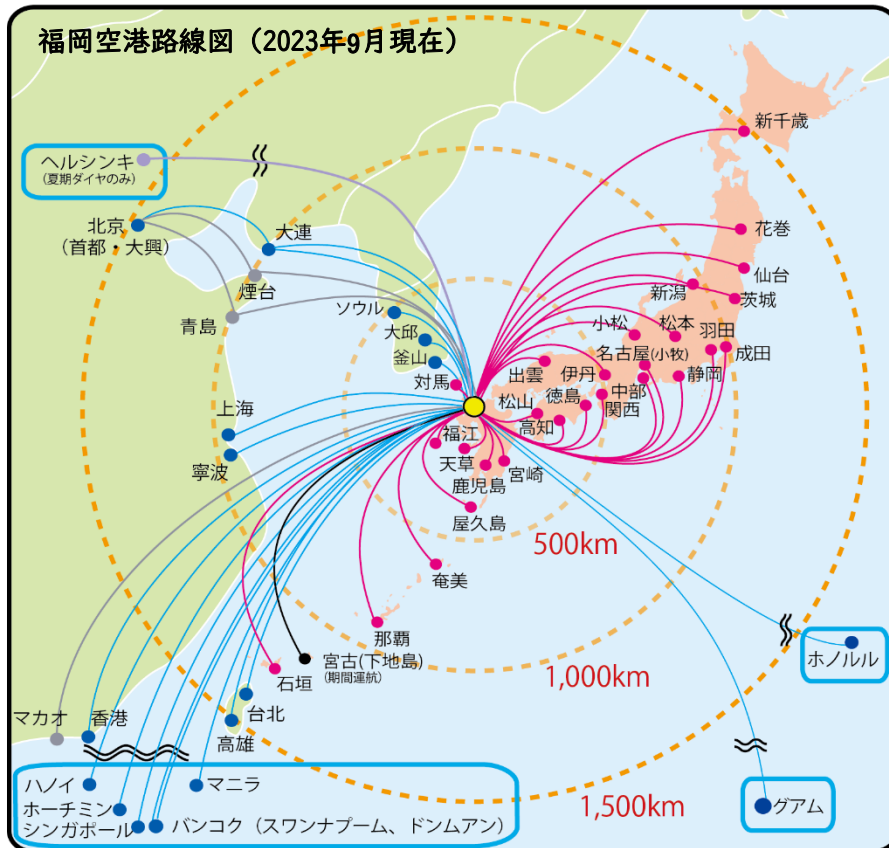 福岡空港路線図（2023年9月現在）
新千歳
ヘルシンキ
(夏期ダイヤのみ)
北京
（首都・大興）
大連
花巻
仙台
煙台
新潟
茨城
青島
ソウル
小松
松本
羽田
大邱
名古屋(小牧)
成田
釜山
出雲
伊丹
静岡
対馬
中部
松山
徳島
関西
高知
上海
福江
寧波
天草
宮崎
鹿児島
屋久島
500km
奄美
那覇
宮古(下地島)
(期間運航)
ホノルル
石垣
1,000km
台北
マカオ
香港
高雄
ハノイ
マニラ
ホーチミン
1,500km
グアム
シンガポール
バンコク（スワンナプーム、ドンムアン）